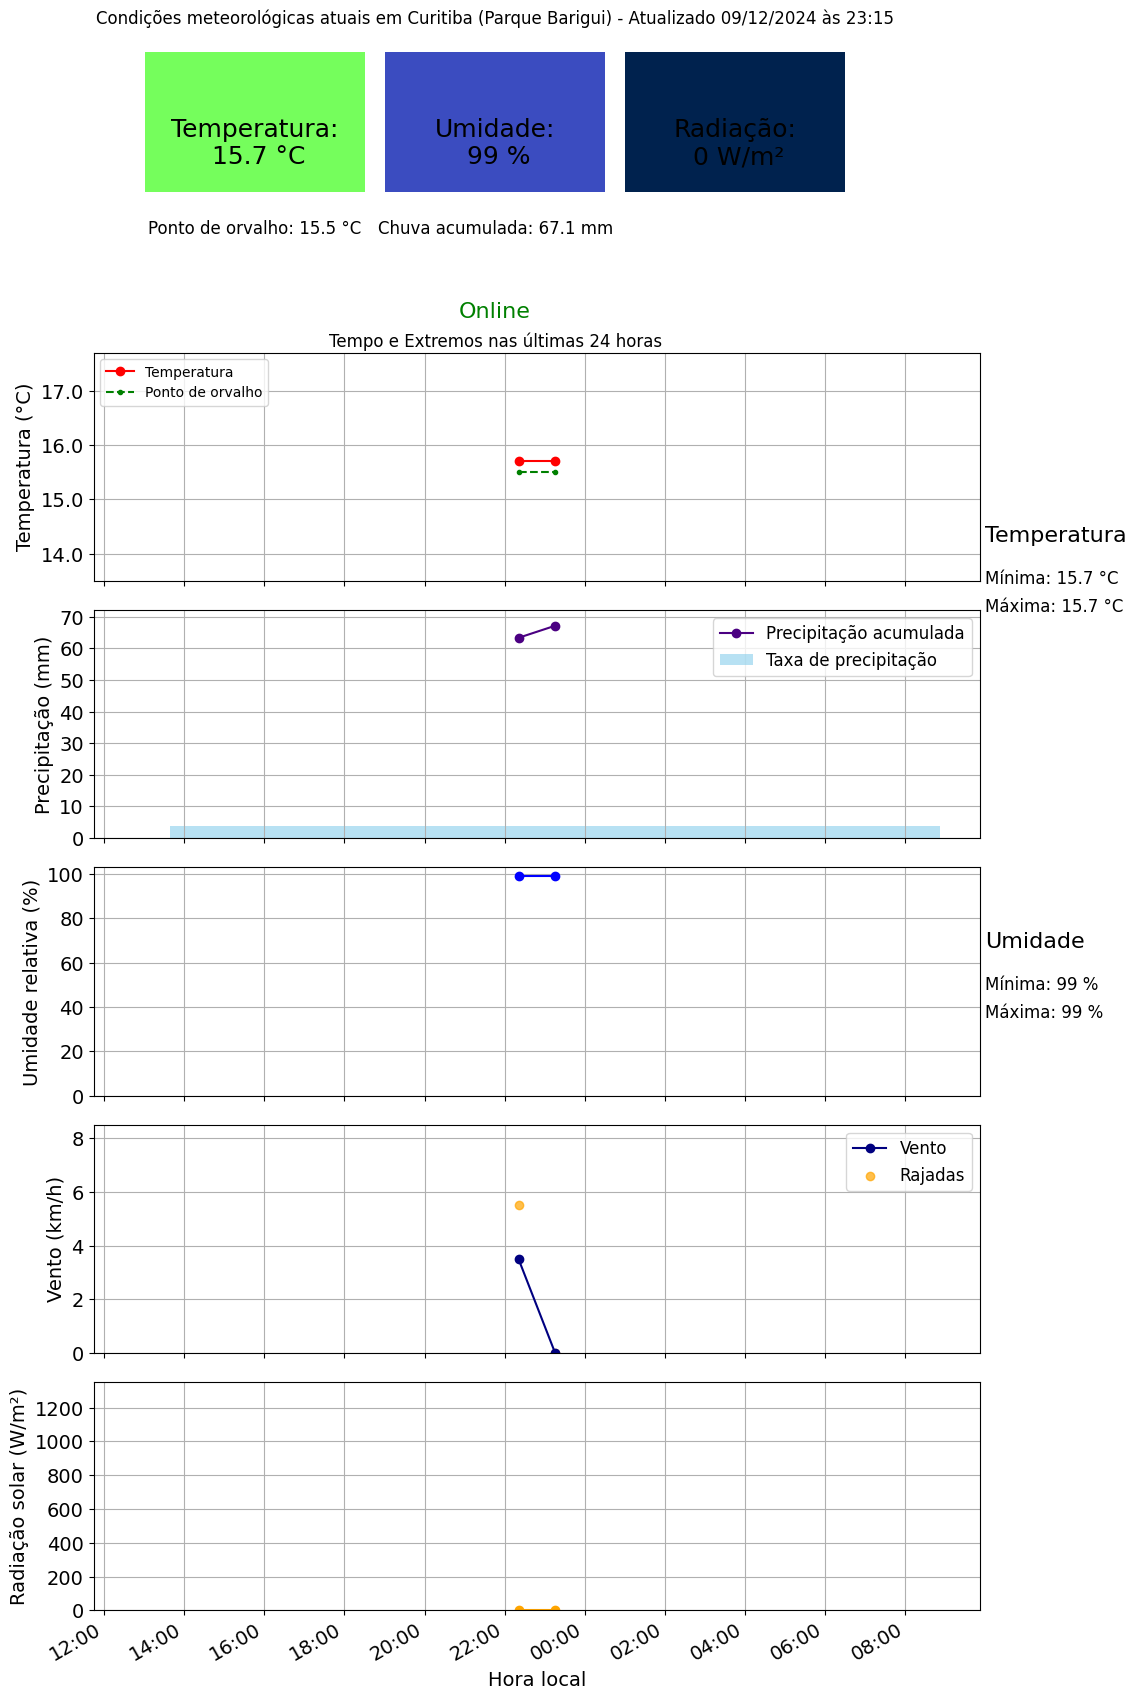 Condições meteorológicas atuais em Curitiba (Parque Barigui) - Atualizado 09/12/2024 às 23:15
Temperatura:
15.7 °C
Umidade:
99 %
Radiação:
0 W/m²
Ponto de orvalho: 15.5 °C
Chuva acumulada: 67.1 mm
Online
Tempo e Extremos nas últimas 24 horas
Temperatura (°C)
17.0
16.0
15.0
14.0
Temperatura
Ponto de orvalho
Temperatura
Mínima: 15.7 °C
Máxima: 15.7 °C
Precipitação (mm)
70
60
50
40
30
20
10
0
Precipitação acumulada
Taxa de precipitação
Umidade relativa (%)
100
80
60
40
20
0
Umidade
Mínima: 99 %
Máxima: 99 %
Vento (km/h)
8
6
4
2
0
Vento
Rajadas
Radiação solar (W/m²)
1200
1000
800
600
400
200
0
12:00
14:00
16:00
18:00
20:00
22:00
00:00
02:00
04:00
06:00
08:00
Hora local